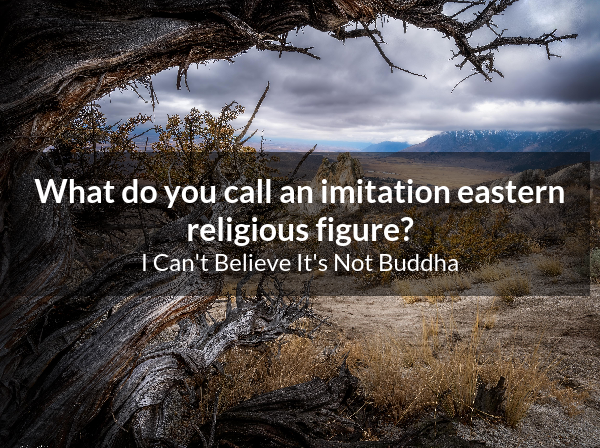 What do you call an imitation eastern
religious figure?
I Can't Believe It's Not Buddha